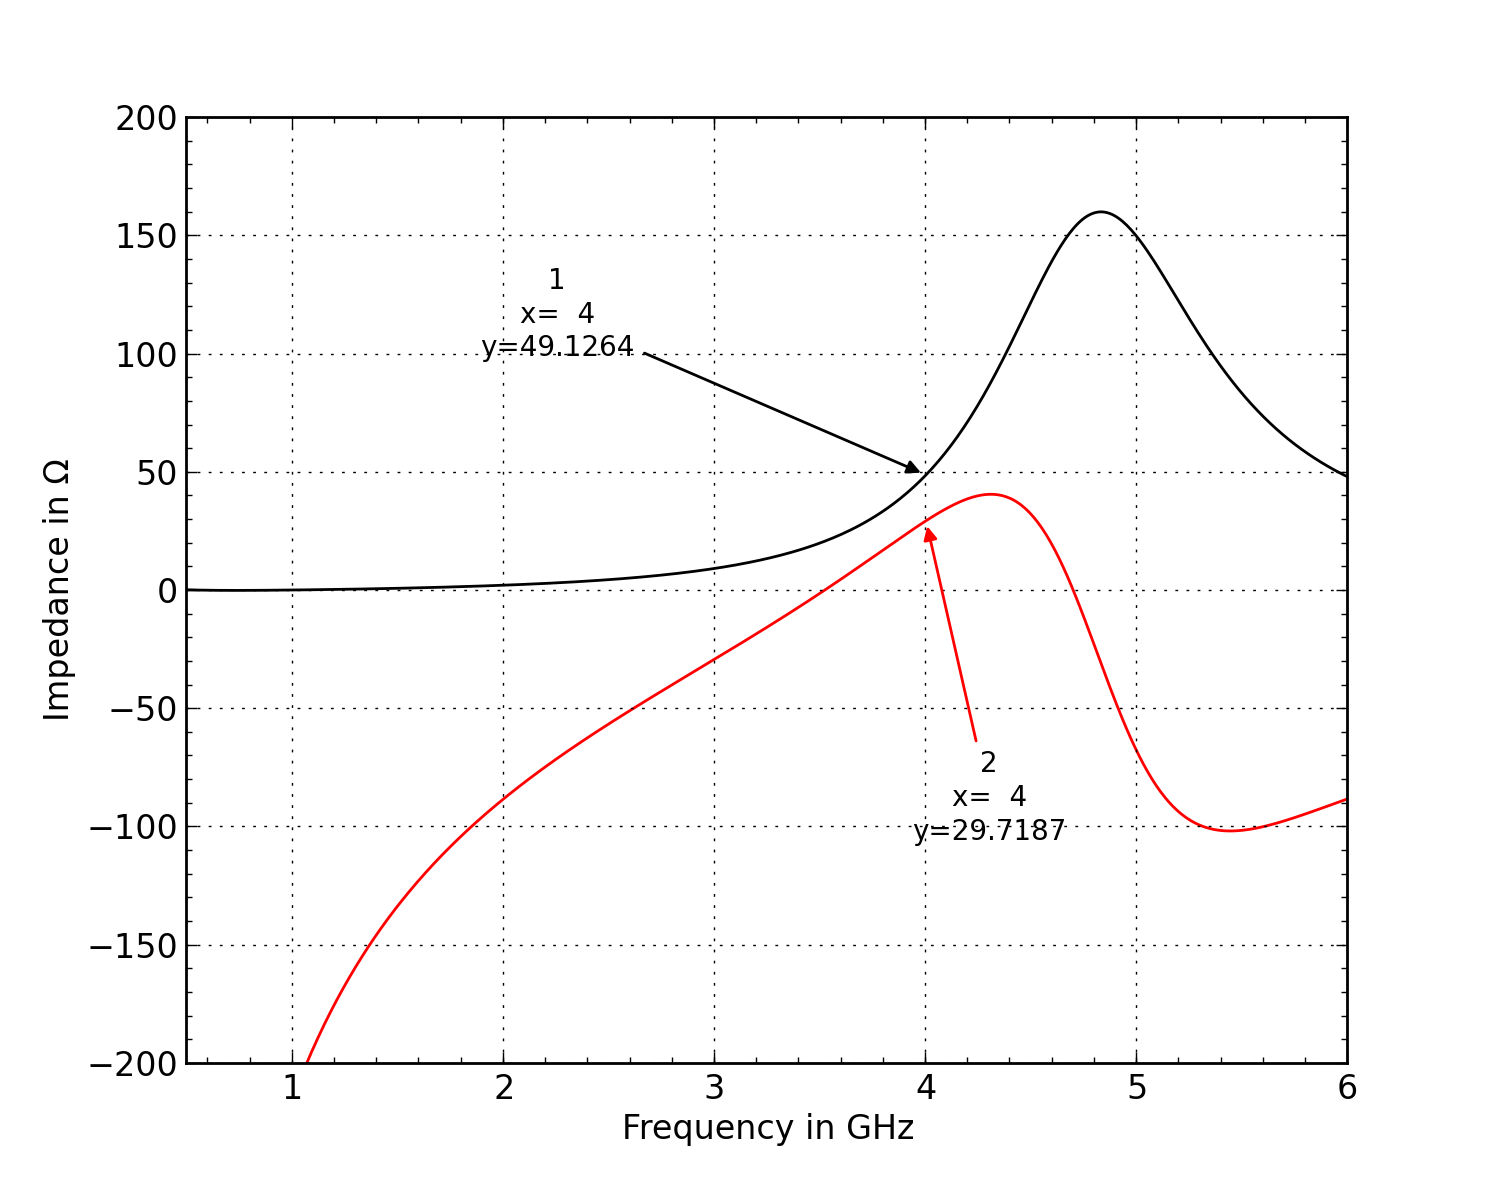 200
150
100
50
0
−50
−100
−150
−200
Impedance in Ω
1
x=  4
y=49.1264
2
x=  4
y=29.7187
1 2 3 4 5 6
Frequency in GHz